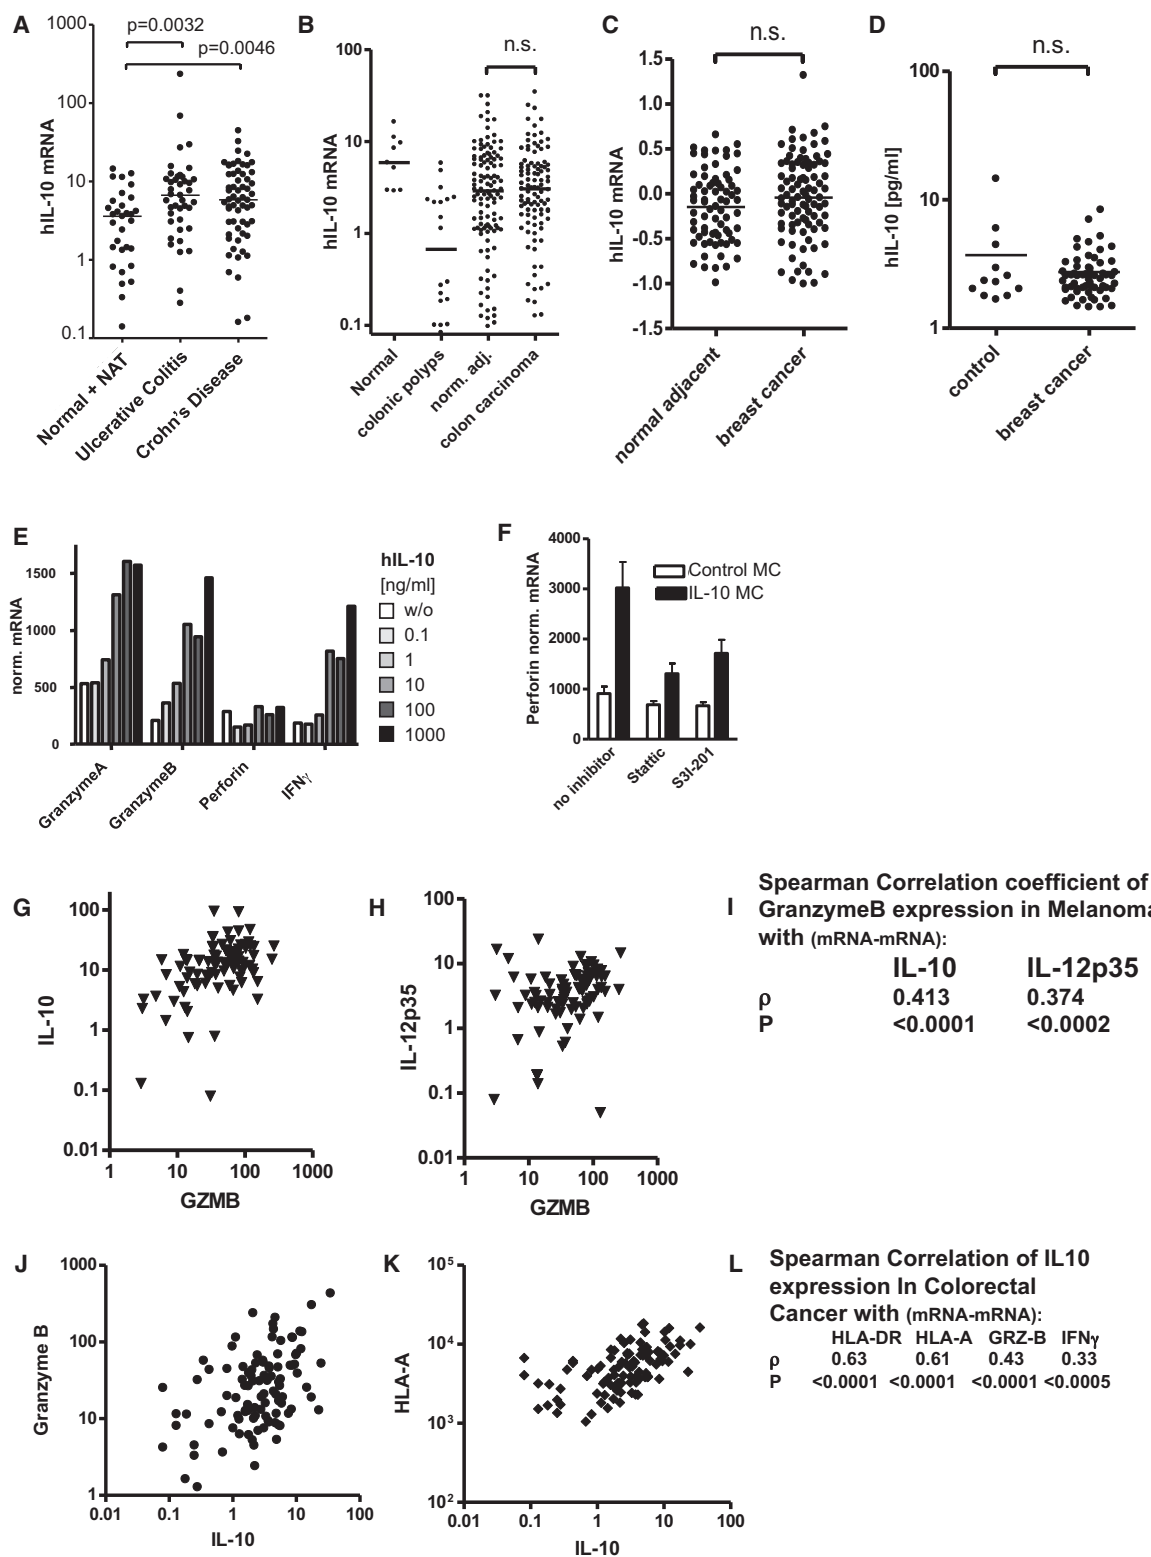 A
1000
100
10
1
0.1
hIL-10 mRNA
p=0.0032
p=0.0046
Normal + NAT
Ulcerative Colitis
Crohn's Disease
B
100
10
1
0.1
hIL-10 mRNA
n.s.
Normal
colonic polyps
norm. adj.
colon carcinoma
C
1.5
1.0
0.5
0.0
-0.5
-1.0
-1.5
hIL-10 mRNA
n.s.
normal adjacent
breast cancer
D
100
10
1
hIL-10 [pg/ml]
n.s.
control
breast cancer
E
1500
1000
500
0
norm. mRNA
GranzymeA
GranzymeB
Perforin
IFNγ
hIL-10
[ng/ml]
w/o
0.1
1
10
100
1000
F
4000
3000
2000
1000
0
Perforin norm. mRNA
Control MC
IL-10 MC
no inhibitor
Stattic
S3I-201
G
100
10
1
0.1
0.01
IL-10
1 10 100 1000
GZMB
H
100
10
1
0.1
0.01
IL-12p35
1 10 100 1000
GZMB
I
Spearman Correlation coefficient of
GranzymeB expression in Melanoma
with (mRNA-mRNA):
IL-10 IL-12p35
ρ 0.413 0.374
P <0.0001 <0.0002
J
1000
100
10
1
Granzyme B
0.01 0.1 1 10 100
IL-10
K
10⁵
10⁴
10³
10²
HLA-A
0.01 0.1 1 10 100
IL-10
L
Spearman Correlation of IL10
expression In Colorectal
Cancer with (mRNA-mRNA):
HLA-DR HLA-A GRZ-B IFNγ
ρ 0.63 0.61 0.43 0.33
P <0.0001 <0.0001 <0.0001 <0.0005